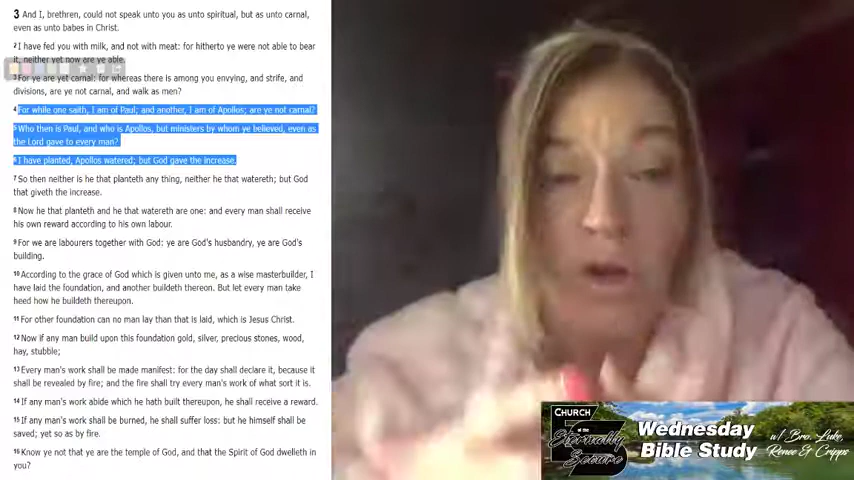 3 And I, brethren, could not speak unto you as unto spiritual, but as unto carnal,
even as unto babes in Christ.
2 I have fed you with milk, and not with meat: for hitherto ye were not able to bear
it, neither yet now are ye able.
3 For ye are yet carnal: for whereas there is among you envying, and strife, and
divisions, are ye not carnal, and walk as men?
4 For while one saith, I am of Paul; and another, I am of Apollos; are ye not carnal?
5 Who then is Paul, and who is Apollos, but ministers by whom ye believed, even as
the Lord gave to every man?
6 I have planted, Apollos watered; but God gave the increase.
7 So then neither is he that planteth any thing, neither he that watereth; but God
that giveth the increase.
8 Now he that planteth and he that watereth are one: and every man shall receive
his own reward according to his own labour.
9 For we are labourers together with God: ye are God's husbandry, ye are God's
building.
10 According to the grace of God which is given unto me, as a wise masterbuilder, I
have laid the foundation, and another buildeth thereon. But let every man take
heed how he buildeth thereupon.
11 For other foundation can no man lay than that is laid, which is Jesus Christ.
12 Now if any man build upon this foundation gold, silver, precious stones, wood,
hay, stubble;
13 Every man's work shall be made manifest: for the day shall declare it, because it
shall be revealed by fire; and the fire shall try every man's work of what sort it is.
14 If any man's work abide which he hath built thereupon, he shall receive a reward.
15 If any man's work shall be burned, he shall suffer loss: but he himself shall be
saved; yet so as by fire.
16 Know ye not that ye are the temple of God, and that the Spirit of God dwelleth in
you?
CHURCH
of the
Eternally
Secure
Wednesday
Bible Study
w/ Bro. Luke,
Renee & Cripps